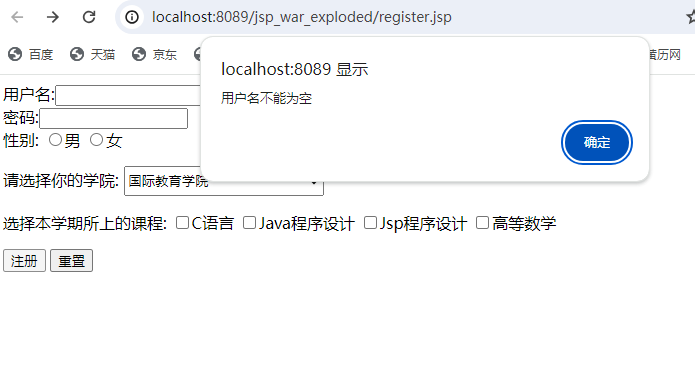 localhost:8089/jsp_war_exploded/register.jsp
百度 天猫 京东 黄历网
localhost:8089 显示
用户名不能为空
确定
用户名:
密码:
性别: 男 女
请选择你的学院: 国际教育学院
选择本学期所上的课程: C语言 Java程序设计 Jsp程序设计 高等数学
注册 重置